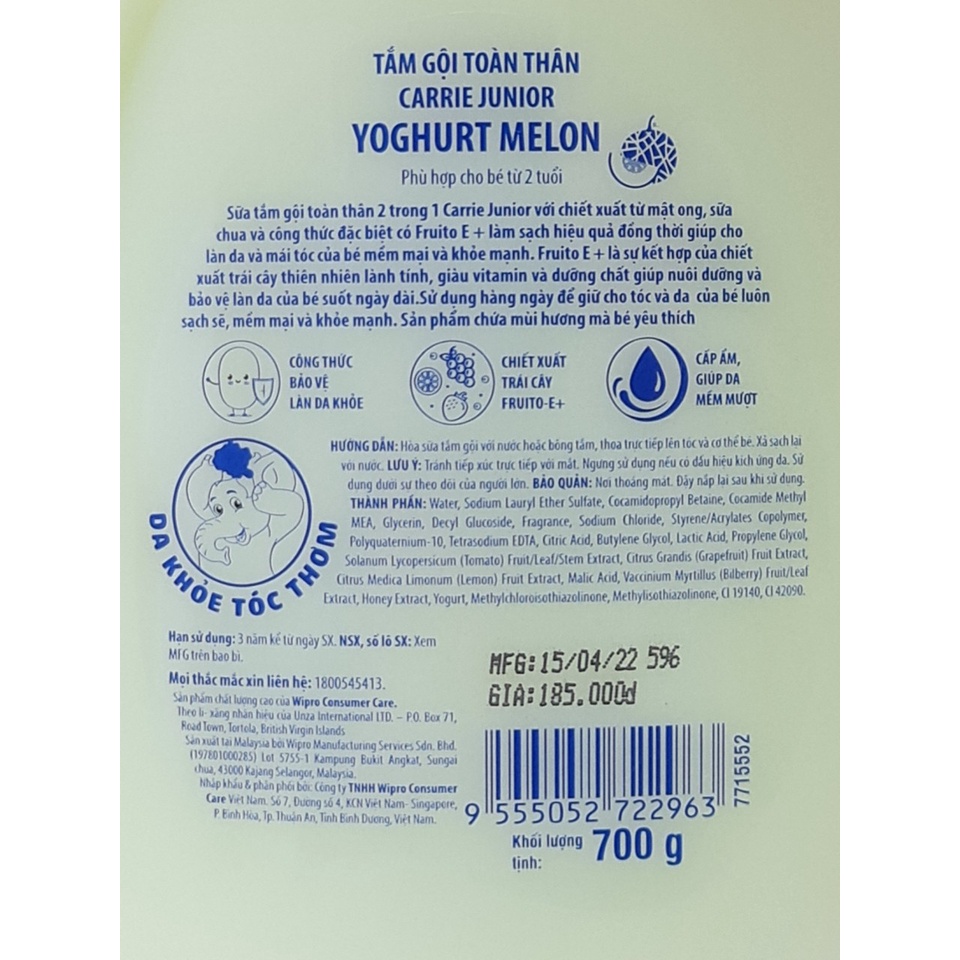 TẮM GỘI TOÀN THÂN
CARRIE JUNIOR
YOGHURT MELON
Phù hợp cho bé từ 2 tuổi
Sữa tắm gội toàn thân 2 trong 1 Carrie Junior với chiết xuất từ mật ong, sữa
chua và công thức đặc biệt có Fruito E + làm sạch hiệu quả đồng thời giúp cho
làn da và mái tóc của bé mềm mại và khỏe mạnh. Fruito E + là sự kết hợp của chiết
xuất trái cây thiên nhiên lành tính, giàu vitamin và dưỡng chất giúp nuôi dưỡng và
bảo vệ làn da của bé suốt ngày dài.Sử dụng hàng ngày để giữ cho tóc và da của bé luôn
sạch sẽ, mềm mại và khỏe mạnh. Sản phẩm chứa mùi hương mà bé yêu thích
CÔNG THỨC
BẢO VỆ
LÀN DA KHỎE
CHIẾT XUẤT
TRÁI CÂY
FRUITO-E+
CẤP ẨM,
GIÚP DA
MỀM MƯỢT
DA KHỎE TÓC THƠM
HƯỚNG DẪN: Hòa sữa tắm gội với nước hoặc bông tắm, thoa trực tiếp lên tóc và cơ thể bé. Xả sạch lại
với nước. LƯU Ý: Tránh tiếp xúc trực tiếp với mắt. Ngưng sử dụng nếu có dấu hiệu kích ứng da. Sử
dụng dưới sự theo dõi của người lớn. BẢO QUẢN: Nơi thoáng mát. Đậy nắp lại sau khi sử dụng.
THÀNH PHẦN: Water, Sodium Lauryl Ether Sulfate, Cocamidopropyl Betaine, Cocamide Methyl
MEA, Glycerin, Decyl Glucoside, Fragrance, Sodium Chloride, Styrene/Acrylates Copolymer,
Polyquaternium-10, Tetrasodium EDTA, Citric Acid, Butylene Glycol, Lactic Acid, Propylene Glycol,
Solanum Lycopersicum (Tomato) Fruit/Leaf/Stem Extract, Citrus Grandis (Grapefruit) Fruit Extract,
Citrus Medica Limonum (Lemon) Fruit Extract, Malic Acid, Vaccinium Myrtillus (Bilberry) Fruit/Leaf
Extract, Honey Extract, Yogurt, Methylchloroisothiazolinone, Methylisothiazolinone, CI 19140, CI 42090.
Hạn sử dụng: 3 năm kể từ ngày SX. NSX, số lô SX: Xem
MFG trên bao bì.
Mọi thắc mắc xin liên hệ: 1800545413.
Sản phẩm chất lượng cao của Wipro Consumer Care.
Theo li- xăng nhãn hiệu của Unza International LTD. – P.O. Box 71,
Road Town, Tortola, British Virgin Islands
Sản xuất tại Malaysia bởi Wipro Manufacturing Services Sdn. Bhd.
(197801000285) Lot 5755-1 Kampung Bukit Angkat, Sungai
chua, 43000 Kajang Selangor, Malaysia.
Nhập khẩu & phân phối bởi: Công ty TNHH Wipro Consumer
Care Việt Nam. Số 7, Đường số 4, KCN Việt Nam- Singapore,
P. Bình Hòa, Tp. Thuận An, Tỉnh Bình Dương, Việt Nam.
MFG:15/04/22 596
GIA:185.000đ
7715552
9 555052 722963
Khối lượng
tịnh:
700 g